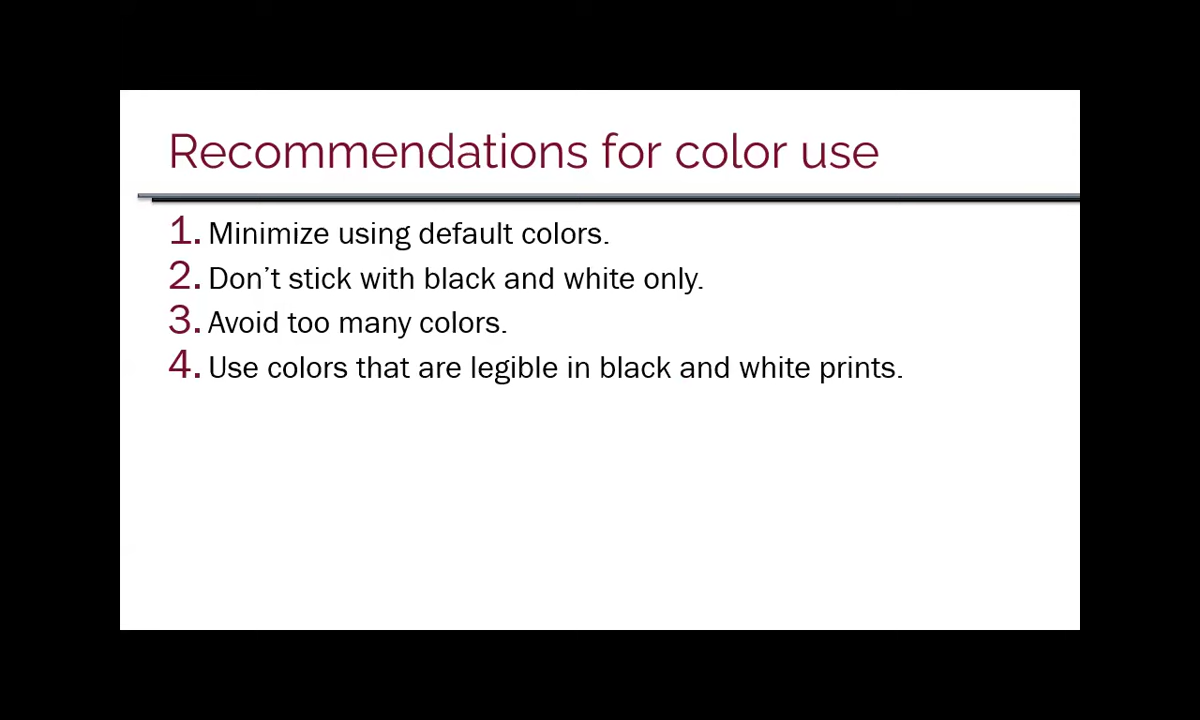 Recommendations for color use
1. Minimize using default colors.
2. Don’t stick with black and white only.
3. Avoid too many colors.
4. Use colors that are legible in black and white prints.